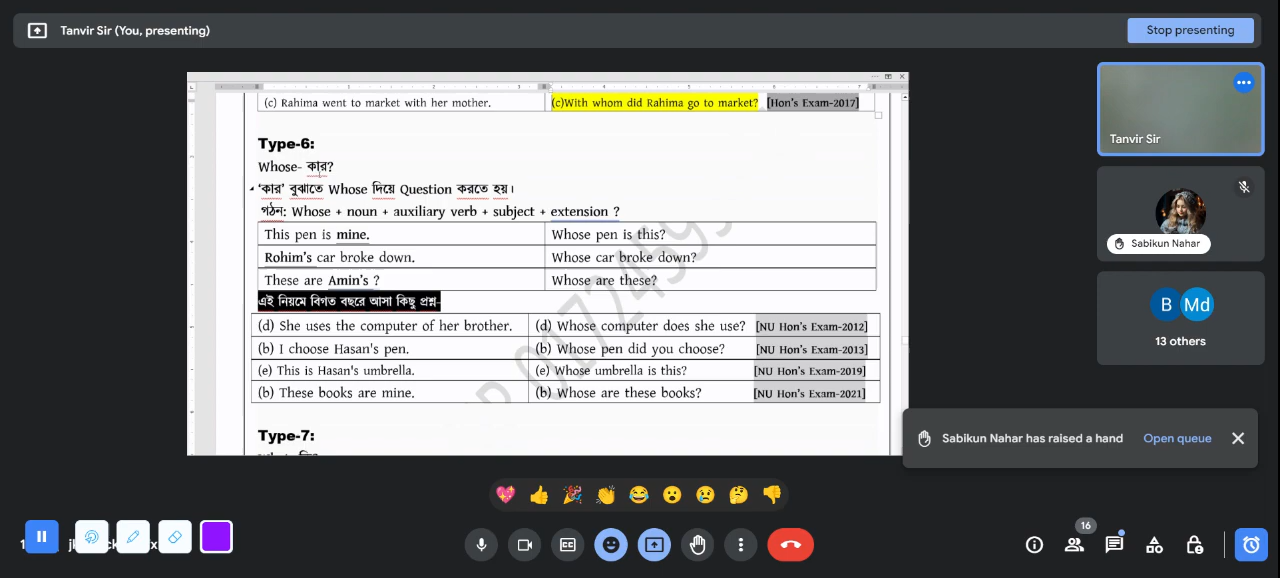 Tanvir Sir (You, presenting)
Stop presenting
(c) Rahima went to market with her mother. (c)With whom did Rahima go to market? [Hon's Exam-2017]
Type-6:
Whose- কার?
‘কার’ বুঝাতে Whose দিয়ে Question করতে হয়।
গঠন: Whose + noun + auxiliary verb + subject + extension ?
This pen is mine. Whose pen is this?
Rohim's car broke down. Whose car broke down?
These are Amin's ? Whose are these?
এই নিয়মে বিগত বছরে আসা কিছু প্রশ্ন-
(d) She uses the computer of her brother. (d) Whose computer does she use? [NU Hon's Exam-2012]
(b) I choose Hasan's pen. (b) Whose pen did you choose? [NU Hon's Exam-2013]
(e) This is Hasan's umbrella. (e) Whose umbrella is this? [NU Hon's Exam-2019]
(b) These books are mine. (b) Whose are these books? [NU Hon's Exam-2021]
Type-7:
Tanvir Sir
Sabikun Nahar
B Md
13 others
Sabikun Nahar has raised a hand Open queue
16